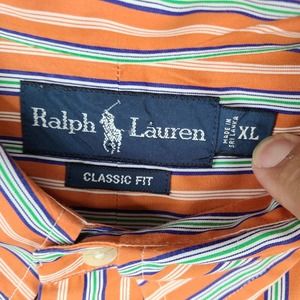 Ralph Lauren
MADE IN
SRI LANKA
XL
CLASSIC FIT